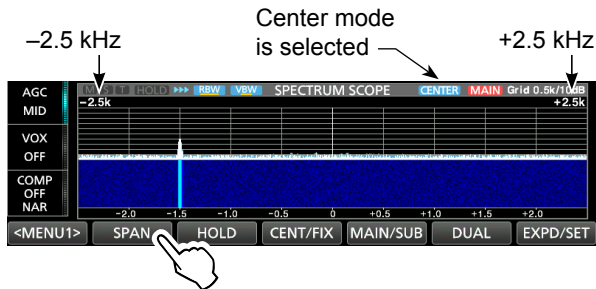 Center mode
is selected
–2.5 kHz
+2.5 kHz
AGC
MID
M S T HOLD RBW VBW SPECTRUM SCOPE CENTER MAIN Grid 0.5k/10dB
−2.5k
+2.5k
VOX
OFF
COMP
OFF
NAR
−2.0 −1.5 −1.0 −0.5 0 +0.5 +1.0 +1.5 +2.0
<MENU1> SPAN HOLD CENT/FIX MAIN/SUB DUAL EXPD/SET